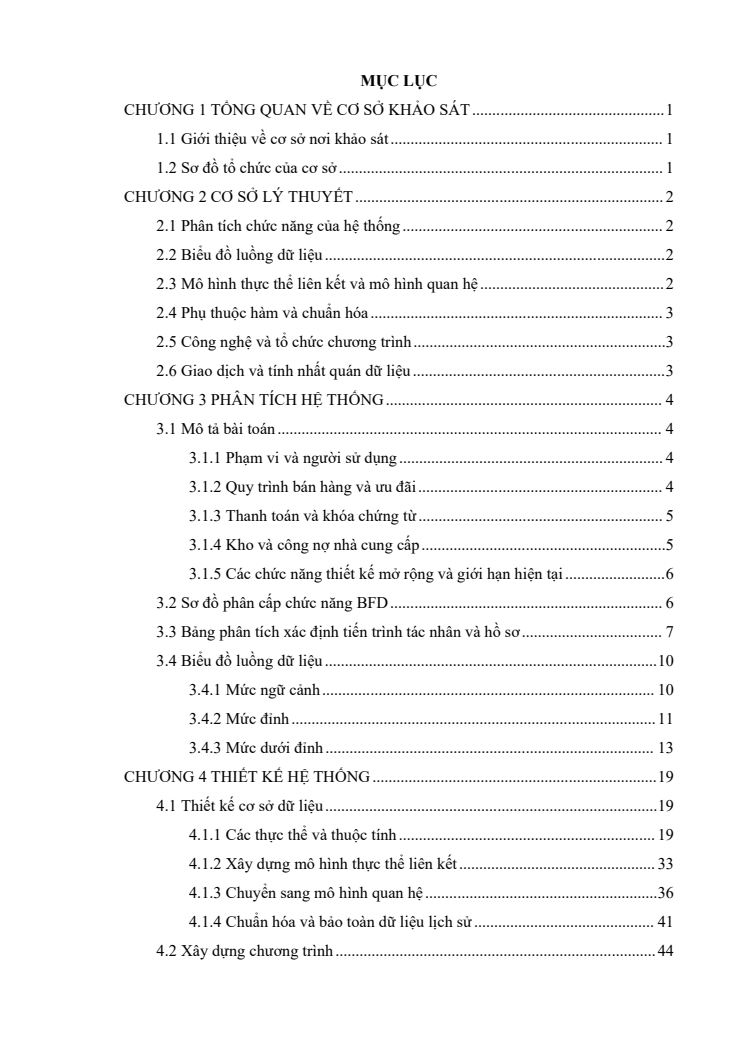 MỤC LỤC
CHƯƠNG 1 TỔNG QUAN VỀ CƠ SỞ KHẢO SÁT ........ 1
1.1 Giới thiệu về cơ sở nơi khảo sát ........ 1
1.2 Sơ đồ tổ chức của cơ sở ........ 1
CHƯƠNG 2 CƠ SỞ LÝ THUYẾT ........ 2
2.1 Phân tích chức năng của hệ thống ........ 2
2.2 Biểu đồ luồng dữ liệu ........ 2
2.3 Mô hình thực thể liên kết và mô hình quan hệ ........ 2
2.4 Phụ thuộc hàm và chuẩn hóa ........ 3
2.5 Công nghệ và tổ chức chương trình ........ 3
2.6 Giao dịch và tính nhất quán dữ liệu ........ 3
CHƯƠNG 3 PHÂN TÍCH HỆ THỐNG ........ 4
3.1 Mô tả bài toán ........ 4
3.1.1 Phạm vi và người sử dụng ........ 4
3.1.2 Quy trình bán hàng và ưu đãi ........ 4
3.1.3 Thanh toán và khóa chứng từ ........ 5
3.1.4 Kho và công nợ nhà cung cấp ........ 5
3.1.5 Các chức năng thiết kế mở rộng và giới hạn hiện tại ........ 6
3.2 Sơ đồ phân cấp chức năng BFD ........ 6
3.3 Bảng phân tích xác định tiến trình tác nhân và hồ sơ ........ 7
3.4 Biểu đồ luồng dữ liệu ........ 10
3.4.1 Mức ngữ cảnh ........ 10
3.4.2 Mức đỉnh ........ 11
3.4.3 Mức dưới đỉnh ........ 13
CHƯƠNG 4 THIẾT KẾ HỆ THỐNG ........ 19
4.1 Thiết kế cơ sở dữ liệu ........ 19
4.1.1 Các thực thể và thuộc tính ........ 19
4.1.2 Xây dựng mô hình thực thể liên kết ........ 33
4.1.3 Chuyển sang mô hình quan hệ ........ 36
4.1.4 Chuẩn hóa và bảo toàn dữ liệu lịch sử ........ 41
4.2 Xây dựng chương trình ........ 44